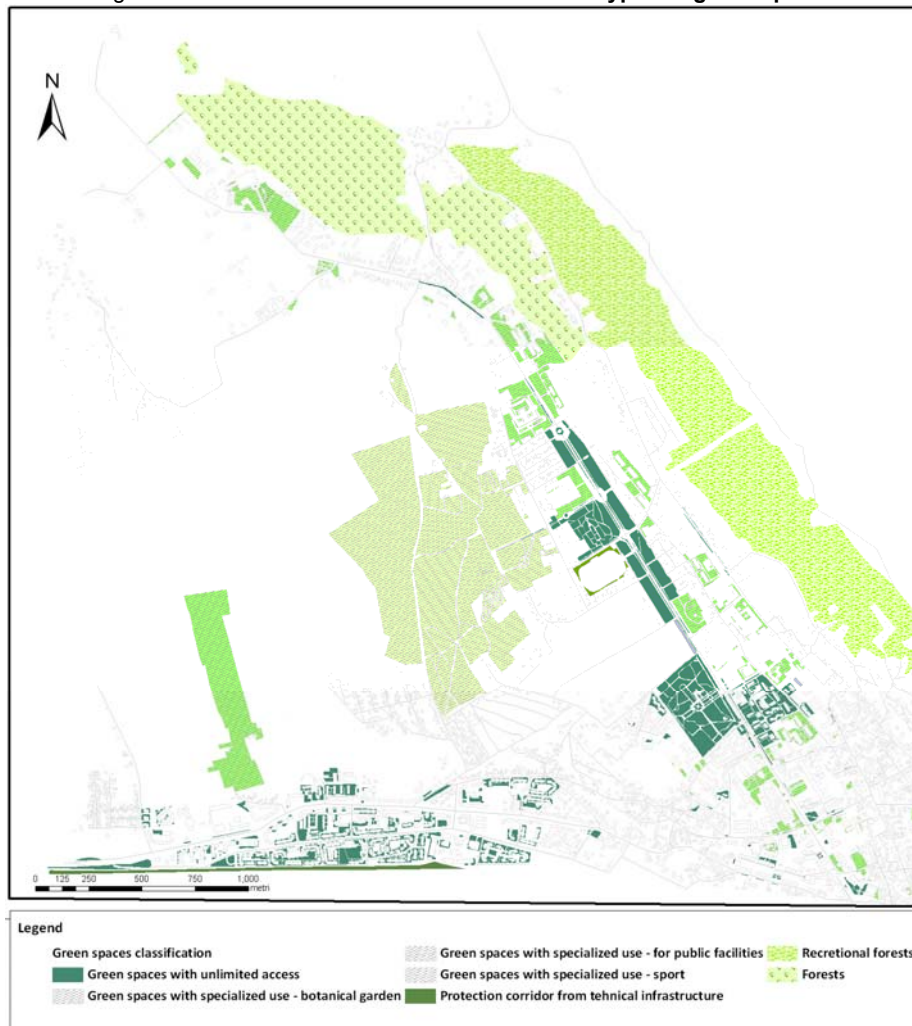 N
0 125 250 500 750 1,000
metri
Legend
Green spaces classification
Green spaces with unlimited access
Green spaces with specialized use - botanical garden
Green spaces with specialized use - for public facilities
Green spaces with specialized use - sport
Protection corridor from tehnical infrastructure
Recretional forests
Forests